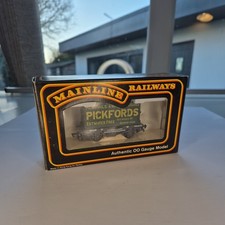 MAINLINE RAILWAYS
PICKFORDS
Authentic OO Gauge Model